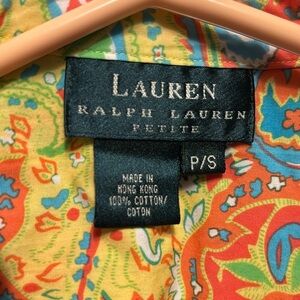 LAUREN
RALPH LAUREN
PETITE
P/S
MADE IN
HONG KONG
100% COTTON/
COTON